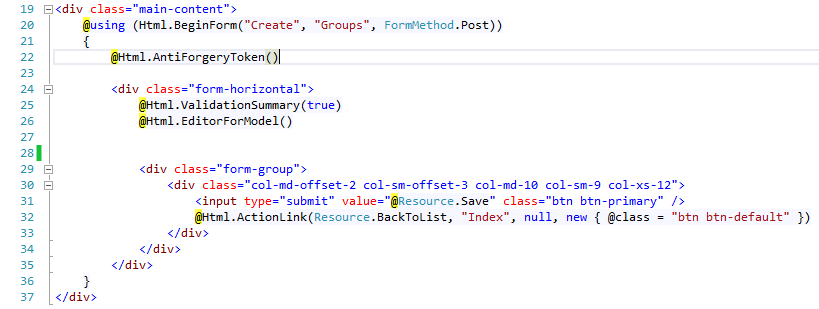 19 <div class="main-content">
20     @using (Html.BeginForm("Create", "Groups", FormMethod.Post))
21     {
22         @Html.AntiForgeryToken()
23
24         <div class="form-horizontal">
25             @Html.ValidationSummary(true)
26             @Html.EditorForModel()
27
28
29             <div class="form-group">
30                 <div class="col-md-offset-2 col-sm-offset-3 col-md-10 col-sm-9 col-xs-12">
31                     <input type="submit" value="@Resource.Save" class="btn btn-primary" />
32                     @Html.ActionLink(Resource.BackToList, "Index", null, new { @class = "btn btn-default" })
33                 </div>
34             </div>
35         </div>
36     }
37 </div>